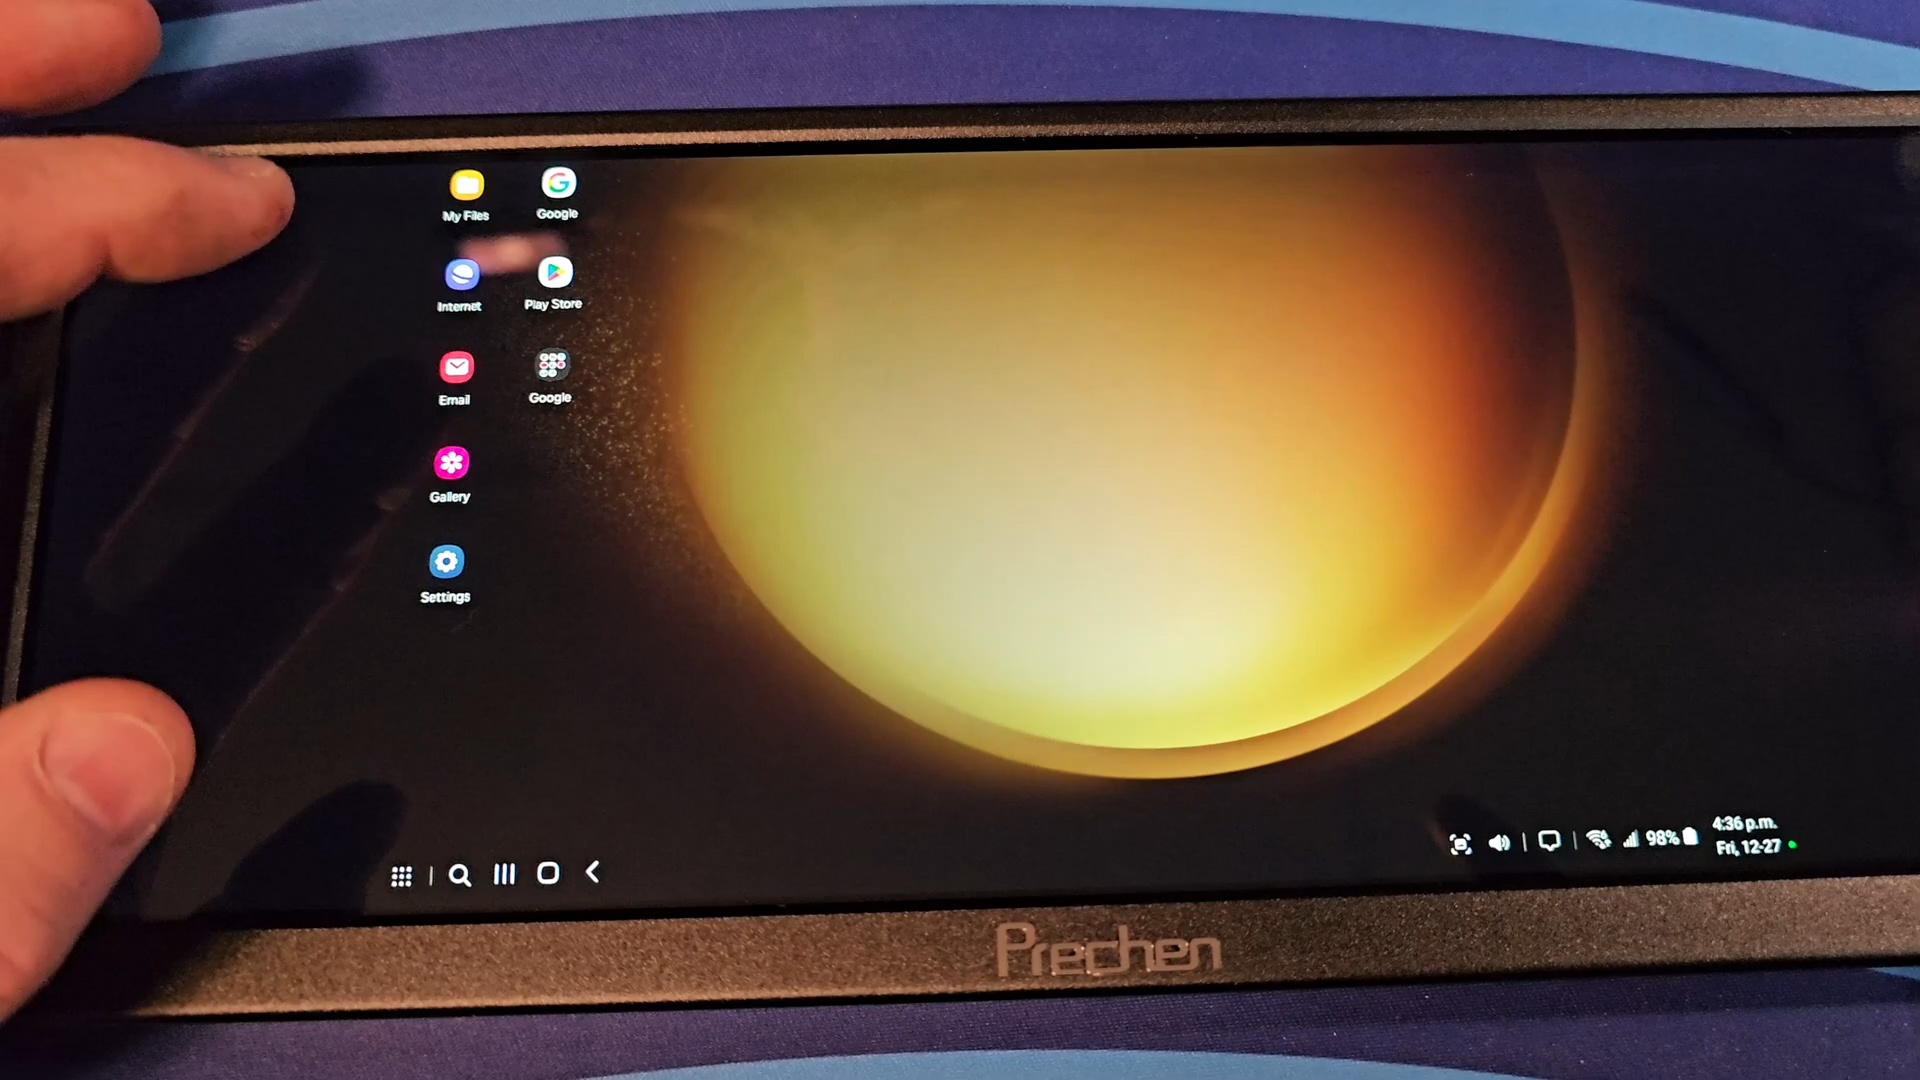 My Files
Google
Internet
Play Store
Email
Google
Gallery
Settings
98%
4:36 p.m.
Fri, 12-27
Prechen